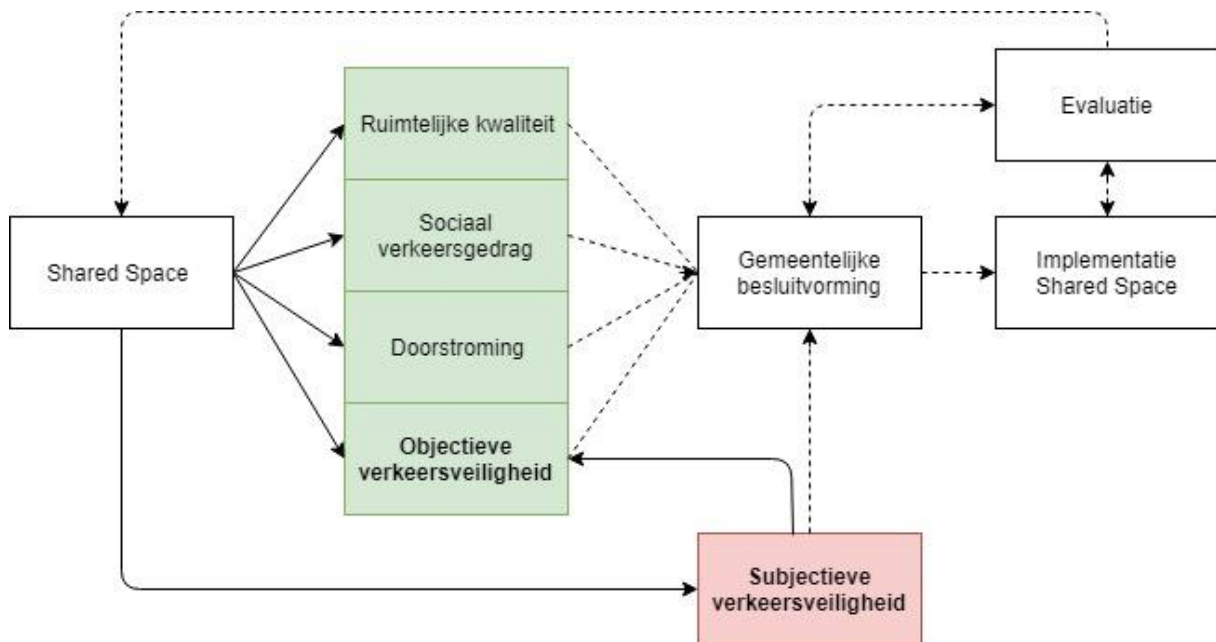 Shared Space
Ruimtelijke kwaliteit
Sociaal
verkeersgedrag
Doorstroming
Objectieve
verkeersveiligheid
Subjectieve
verkeersveiligheid
Gemeentelijke
besluitvorming
Evaluatie
Implementatie
Shared Space